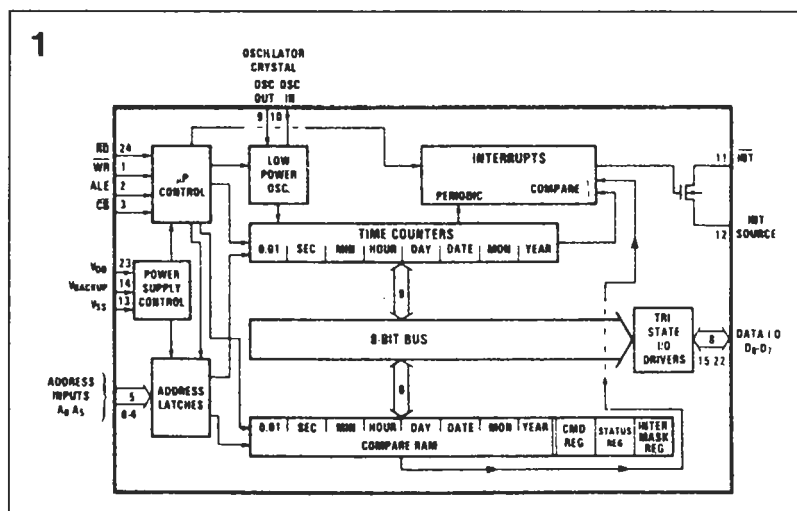 1
OSCILLATOR
CRYSTAL
OSC OSC
OUT IN
9 10
RD 24
WR 1
ALE 2
CS 3
µP
CONTROL
LOW
POWER
OSC.
INTERRUPTS
PERIODIC
COMPARE
11 INT
INT
SOURCE
12
TIME COUNTERS
0.01 SEC MIN HOUR DAY DATE MON YEAR
VDD 23
VBACKUP 14
VSS 13
POWER
SUPPLY
CONTROL
8-BIT BUS
TRI
STATE
I/O
DRIVERS
8
DATA I/O
D0-D7
15-22
ADDRESS
INPUTS
A0 A5
5
8-4
ADDRESS
LATCHES
0.01 SEC MIN HOUR DAY DATE MON YEAR
COMPARE RAM
CMD
REG
STATUS
REG
INTER
MASK
REG